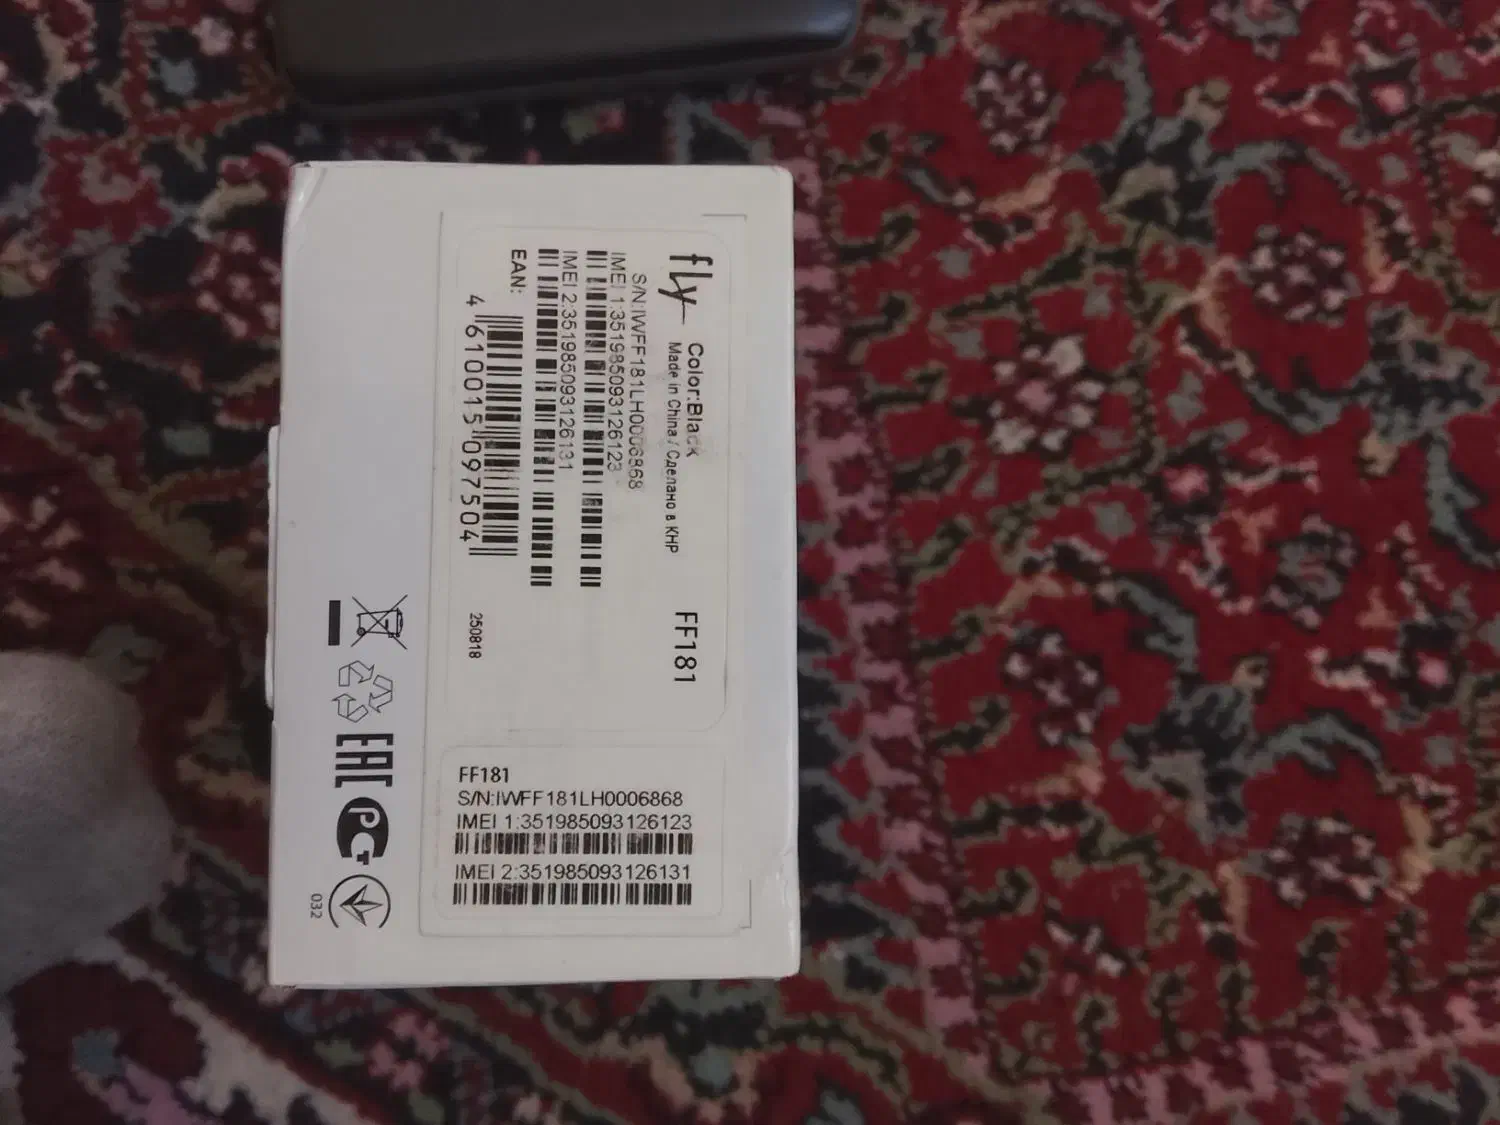 fly
Color:Black
Made in China / Сделано в КНР
FF181
S/N:IWFF181LH0006868
IMEI 1:351985093126123
IMEI 2:351985093126131
EAN:
4 610015 097504
250818
FF181
S/N:IWFF181LH0006868
IMEI 1:351985093126123
IMEI 2:351985093126131
EAC
РСТ
032